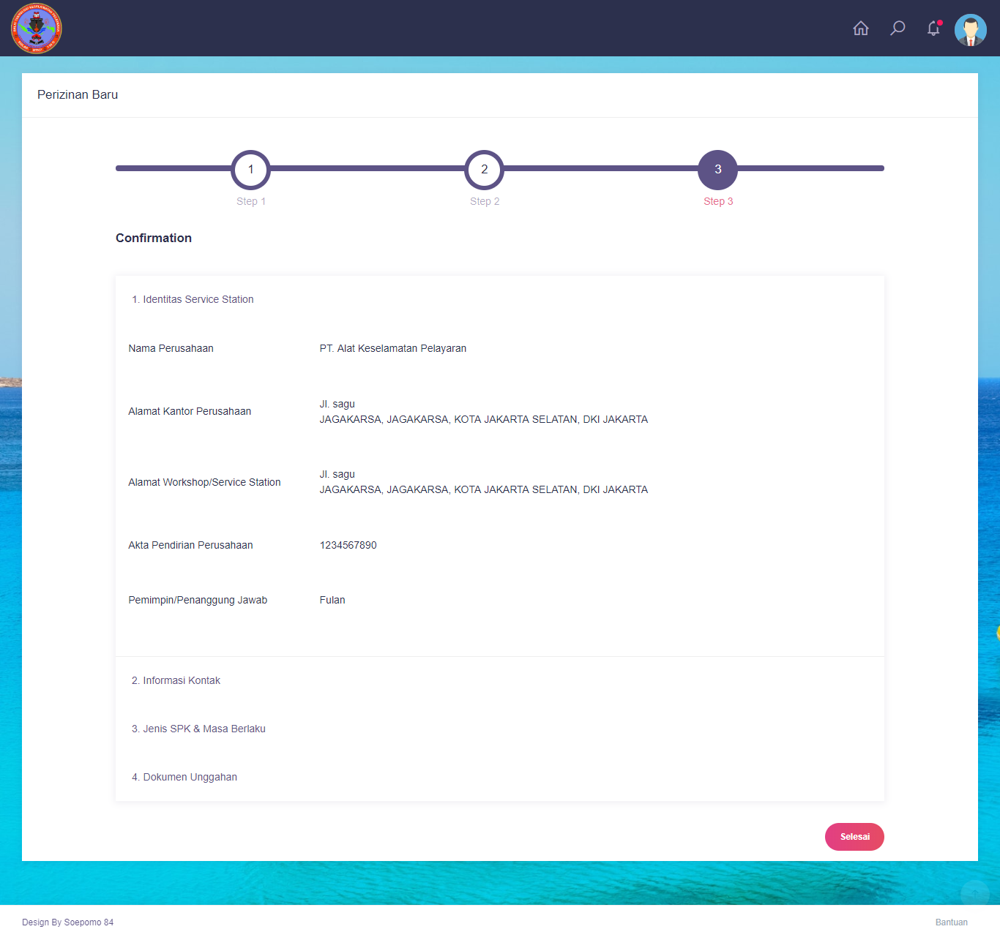 Perizinan Baru
1
2
3
Step 1
Step 2
Step 3
Confirmation
1. Identitas Service Station
Nama Perusahaan
PT. Alat Keselamatan Pelayaran
Alamat Kantor Perusahaan
Jl. sagu
JAGAKARSA, JAGAKARSA, KOTA JAKARTA SELATAN, DKI JAKARTA
Alamat Workshop/Service Station
Jl. sagu
JAGAKARSA, JAGAKARSA, KOTA JAKARTA SELATAN, DKI JAKARTA
Akta Pendirian Perusahaan
1234567890
Pemimpin/Penanggung Jawab
Fulan
2. Informasi Kontak
3. Jenis SPK & Masa Berlaku
4. Dokumen Unggahan
Selesai
Design By Soepomo 84
Bantuan